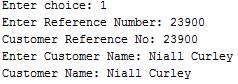 Enter choice: 1
Enter Reference Number: 23900
Customer Reference No: 23900
Enter Customer Name: Niall Curley
Customer Name: Niall Curley